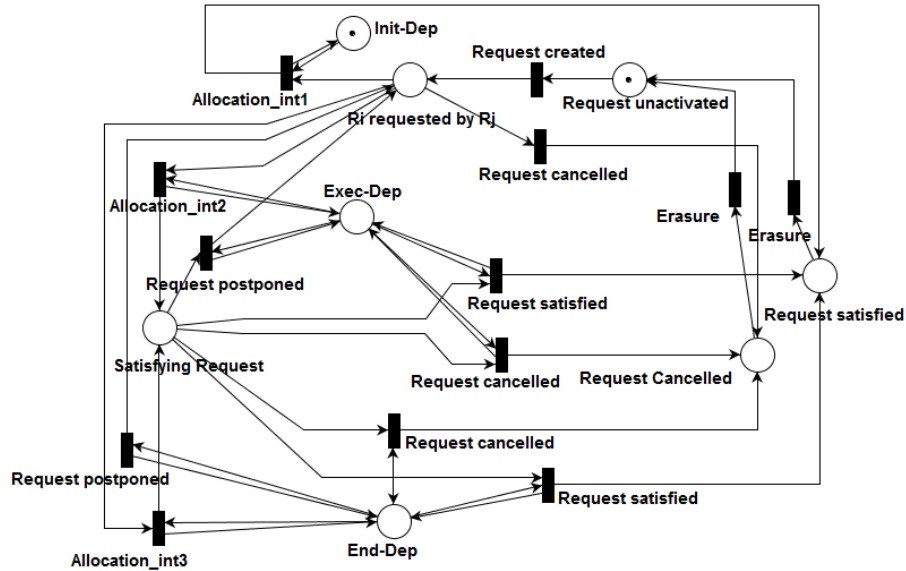 Init-Dep
Request created
Allocation_int1
Request unactivated
Ri requested by Rj
Request cancelled
Exec-Dep
Allocation_int2
Erasure
Erasure
Request postponed
Request satisfied
Request satisfied
Satisfying Request
Request cancelled
Request Cancelled
Request cancelled
Request postponed
Request satisfied
End-Dep
Allocation_int3